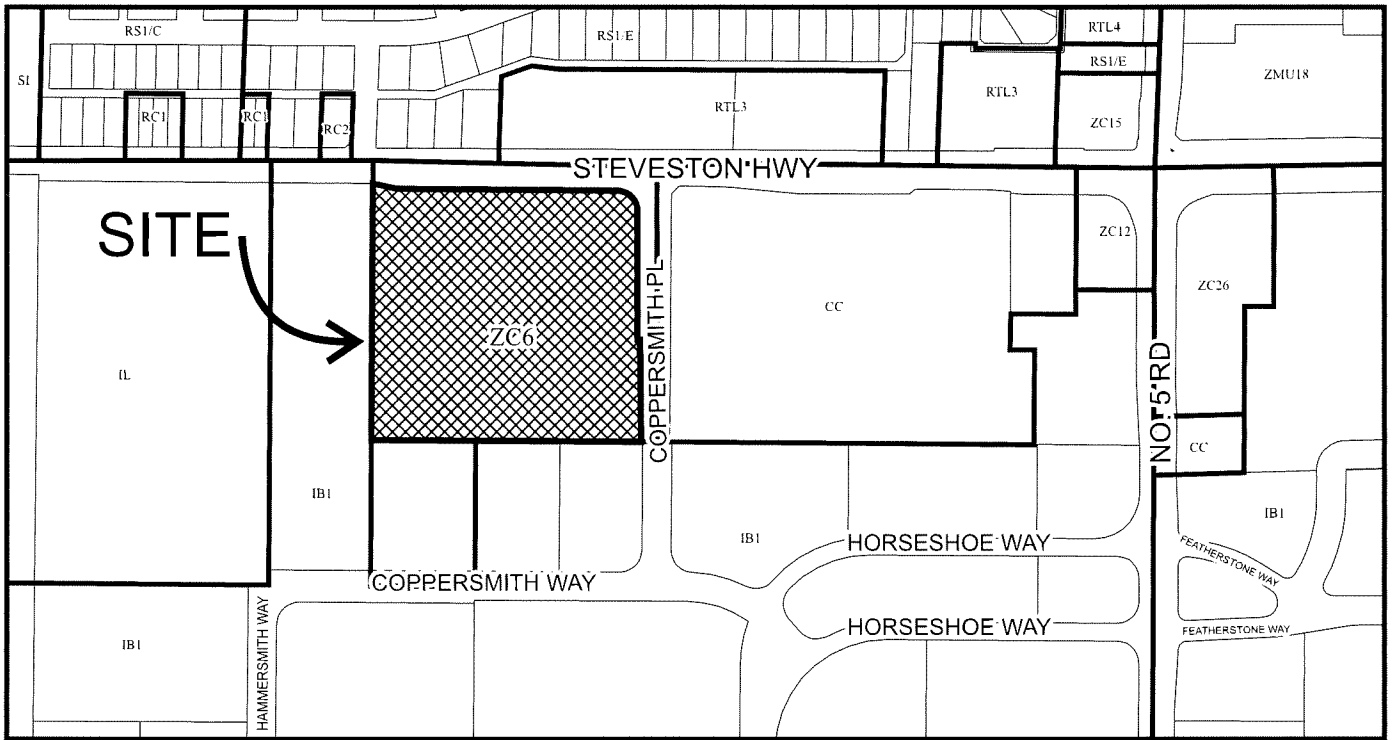 RS1/C
RS1/E
RTL4
RS1/E
ZMU18
SI
RTL3
RTL3
RC1
RC1
RC2
ZC15
STEVESTON HWY
SITE
ZC12
ZC26
COPPERSMITH PL
CC
ZC6
IL
NO. 5 RD
CC
IB1
IB1
IB1
HORSESHOE WAY
FEATHERSTONE WAY
COPPERSMITH WAY
HORSESHOE WAY
FEATHERSTONE WAY
IB1
HAMMERSMITH WAY